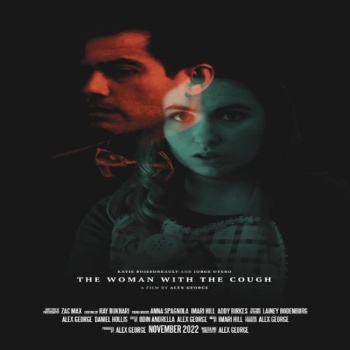 KATIE BOISSONEAULT AND JORGE OTERO
THE WOMAN WITH THE COUGH
A FILM BY ALEX GEORGE
ZAC MAX RAY BUKHARI ANNA SPAGNOLA IMARI HILL ADDY BIRKES LAINEY BODENBURG
ALEX GEORGE DANIEL HOLLIS ODIN ANDRELLA ALEX GEORGE IMARI HILL ALEX GEORGE
ALEX GEORGE NOVEMBER 2022 ALEX GEORGE